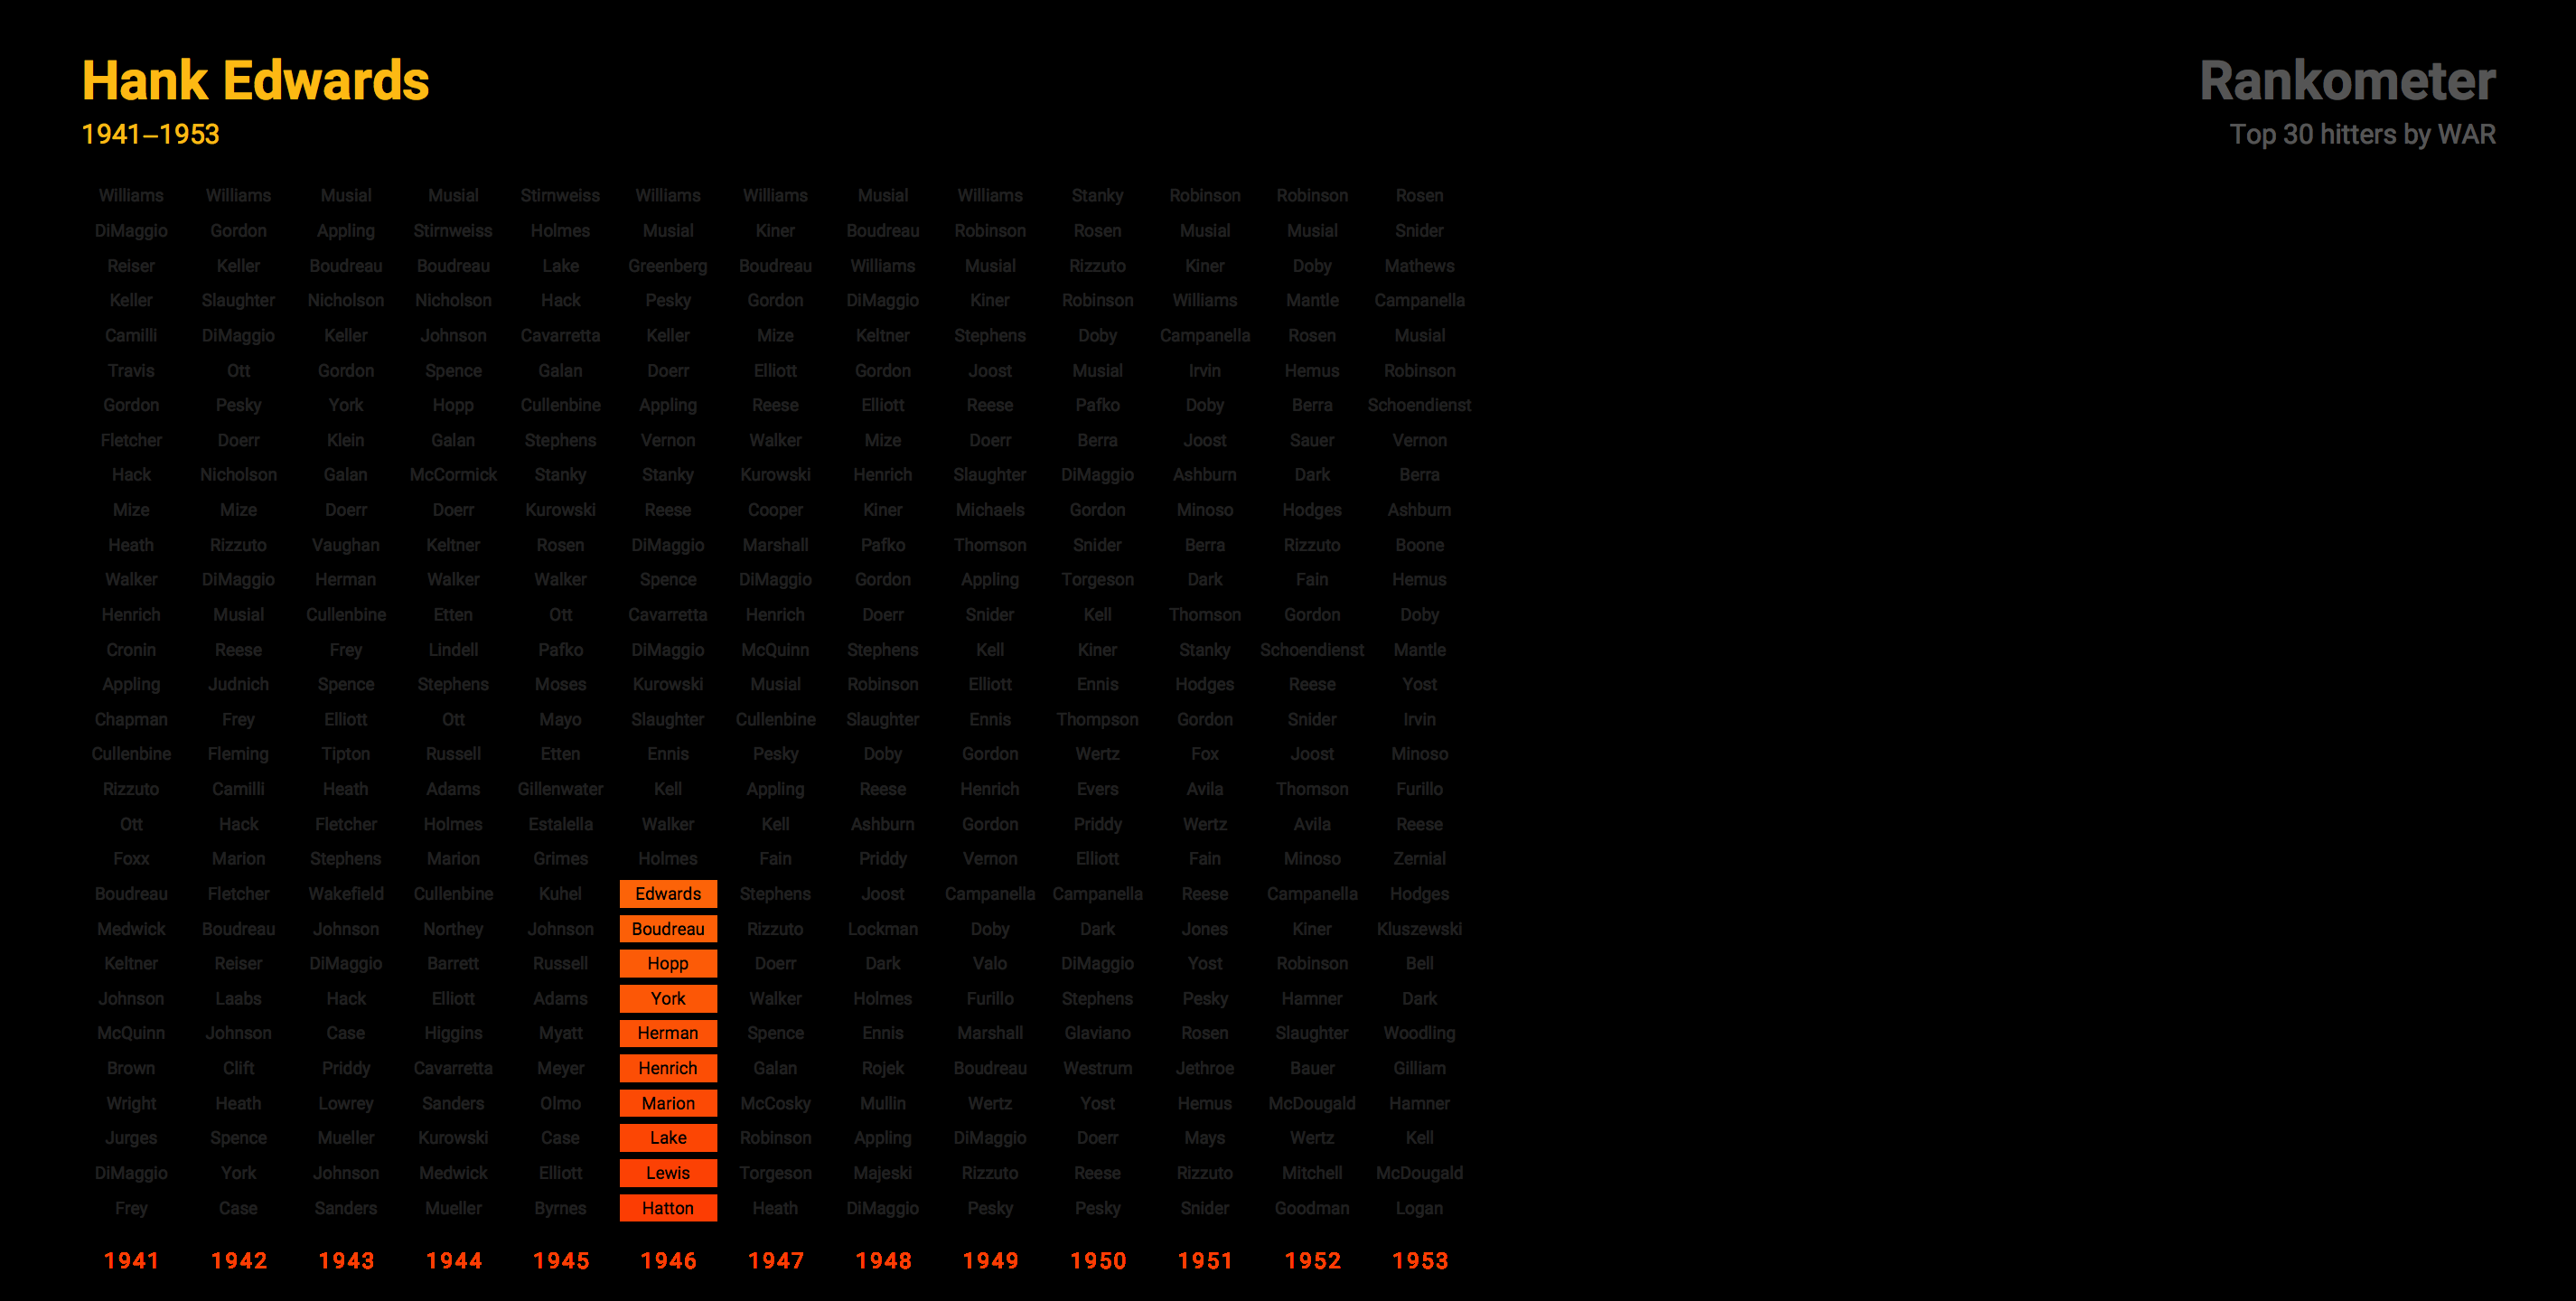 Hank Edwards Rankometer
1941–1953 Top 30 hitters by WAR
Williams Williams Musial Musial Stirnweiss Williams Williams Musial Williams Stanky Robinson Robinson Rosen
DiMaggio Gordon Appling Stirnweiss Holmes Musial Kiner Boudreau Robinson Rosen Musial Musial Snider
Reiser Keller Boudreau Boudreau Lake Greenberg Boudreau Williams Musial Rizzuto Kiner Doby Mathews
Keller Slaughter Nicholson Nicholson Hack Pesky Gordon DiMaggio Kiner Robinson Williams Mantle Campanella
Camilli DiMaggio Keller Johnson Cavarretta Keller Mize Keltner Stephens Doby Campanella Rosen Musial
Travis Ott Gordon Spence Galan Doerr Elliott Gordon Joost Musial Irvin Hemus Robinson
Gordon Pesky York Hopp Cullenbine Appling Reese Elliott Reese Pafko Doby Berra Schoendienst
Fletcher Doerr Klein Galan Stephens Vernon Walker Mize Doerr Berra Joost Sauer Vernon
Hack Nicholson Galan McCormick Stanky Stanky Kurowski Henrich Slaughter DiMaggio Ashburn Dark Berra
Mize Mize Doerr Doerr Kurowski Reese Cooper Kiner Michaels Gordon Minoso Hodges Ashburn
Heath Rizzuto Vaughan Keltner Rosen DiMaggio Marshall Pafko Thomson Snider Berra Rizzuto Boone
Walker DiMaggio Herman Walker Walker Spence DiMaggio Gordon Appling Torgeson Dark Fain Hemus
Henrich Musial Cullenbine Etten Ott Cavarretta Henrich Doerr Snider Kell Thomson Gordon Doby
Cronin Reese Frey Lindell Pafko DiMaggio McQuinn Stephens Kell Kiner Stanky Schoendienst Mantle
Appling Judnich Spence Stephens Moses Kurowski Musial Robinson Elliott Ennis Hodges Reese Yost
Chapman Frey Elliott Ott Mayo Slaughter Cullenbine Slaughter Ennis Thompson Gordon Snider Irvin
Cullenbine Fleming Tipton Russell Etten Ennis Pesky Doby Gordon Wertz Fox Joost Minoso
Rizzuto Camilli Heath Adams Gillenwater Kell Appling Reese Henrich Evers Avila Thomson Furillo
Ott Hack Fletcher Holmes Estalella Walker Kell Ashburn Gordon Priddy Wertz Avila Reese
Foxx Marion Stephens Marion Grimes Holmes Fain Priddy Vernon Elliott Fain Minoso Zernial
Boudreau Fletcher Wakefield Cullenbine Kuhel Edwards Stephens Joost Campanella Campanella Reese Campanella Hodges
Medwick Boudreau Johnson Northey Johnson Boudreau Rizzuto Lockman Doby Dark Jones Kiner Kluszewski
Keltner Reiser DiMaggio Barrett Russell Hopp Doerr Dark Valo DiMaggio Yost Robinson Bell
Johnson Laabs Hack Elliott Adams York Walker Holmes Furillo Stephens Pesky Hamner Dark
McQuinn Johnson Case Higgins Myatt Herman Spence Ennis Marshall Glaviano Rosen Slaughter Woodling
Brown Clift Priddy Cavarretta Meyer Henrich Galan Rojek Boudreau Westrum Jethroe Bauer Gilliam
Wright Heath Lowrey Sanders Olmo Marion McCosky Mullin Wertz Yost Hemus McDougald Hamner
Jurges Spence Mueller Kurowski Case Lake Robinson Appling DiMaggio Doerr Mays Wertz Kell
DiMaggio York Johnson Medwick Elliott Lewis Torgeson Majeski Rizzuto Reese Rizzuto Mitchell McDougald
Frey Case Sanders Mueller Byrnes Hatton Heath DiMaggio Pesky Pesky Snider Goodman Logan
1941 1942 1943 1944 1945 1946 1947 1948 1949 1950 1951 1952 1953